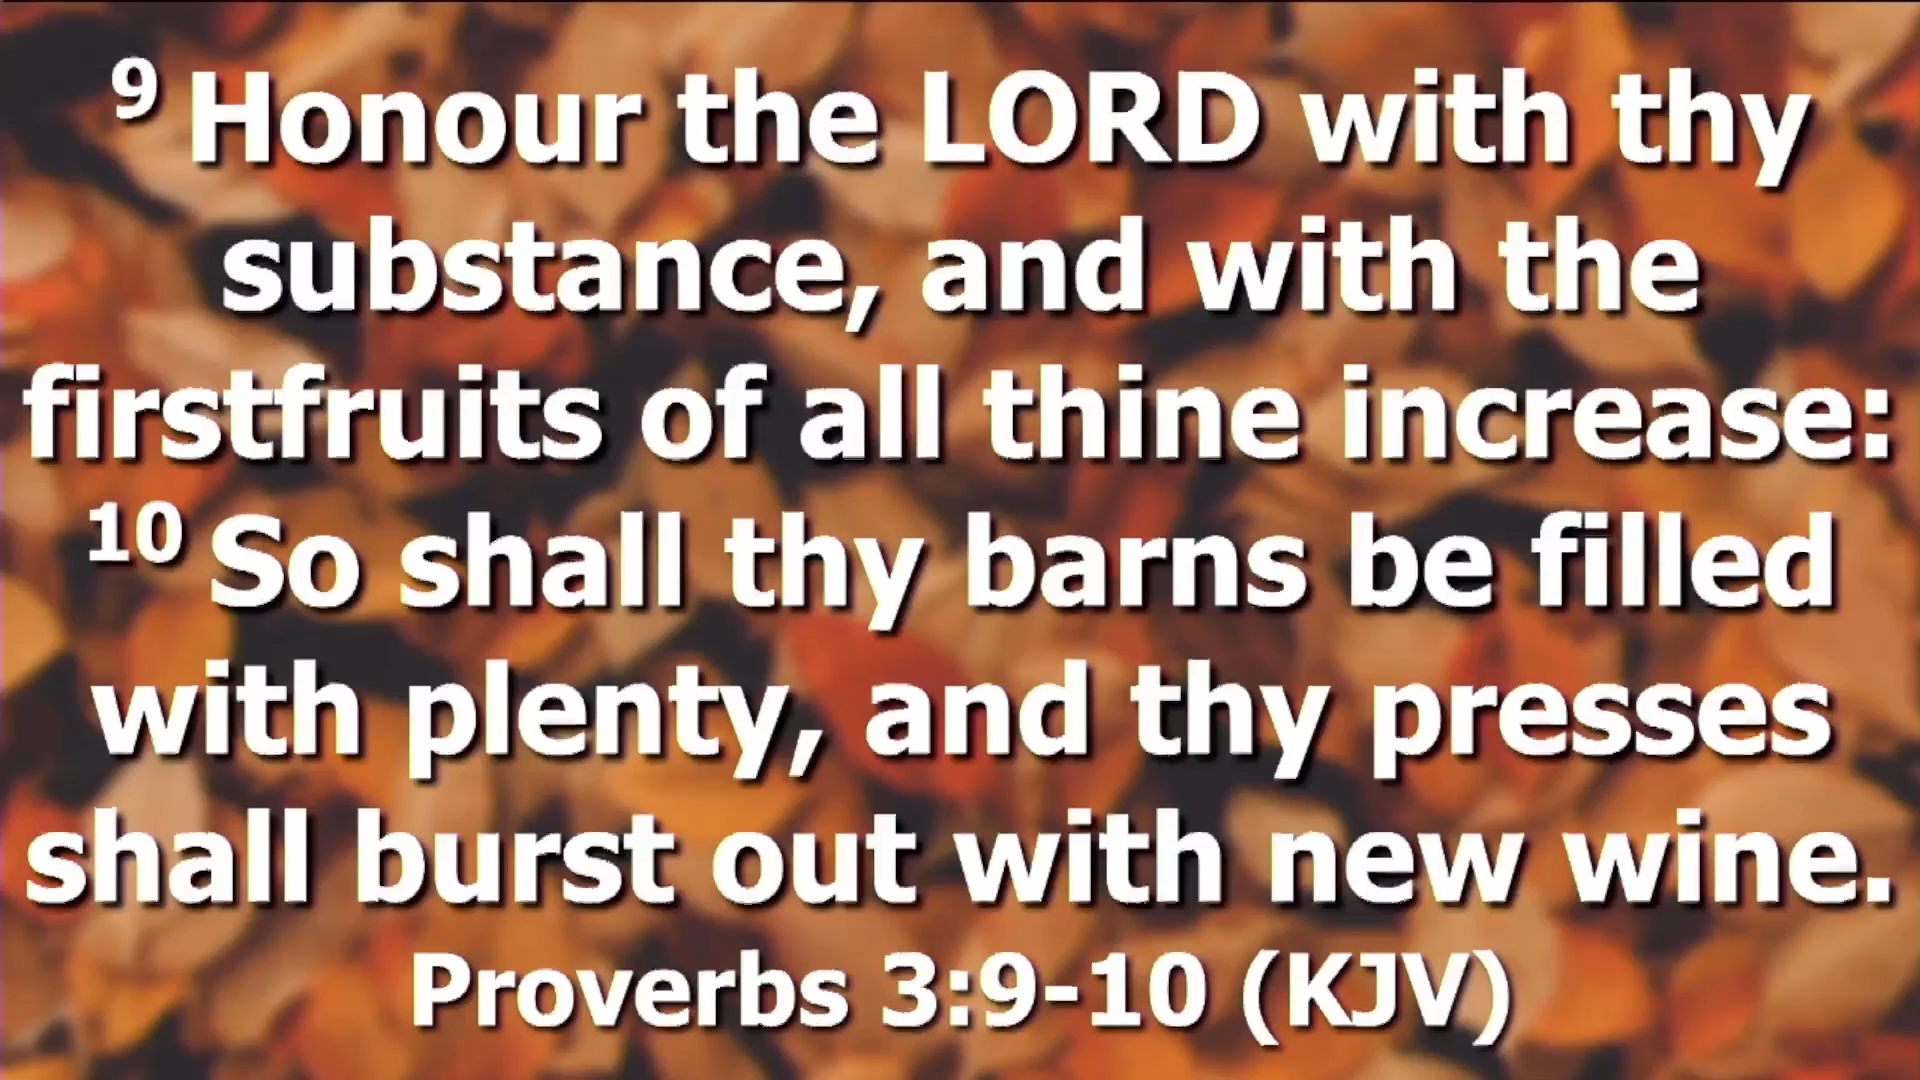 9 Honour the LORD with thy
substance, and with the
firstfruits of all thine increase:
10 So shall thy barns be filled
with plenty, and thy presses
shall burst out with new wine.
Proverbs 3:9-10 (KJV)